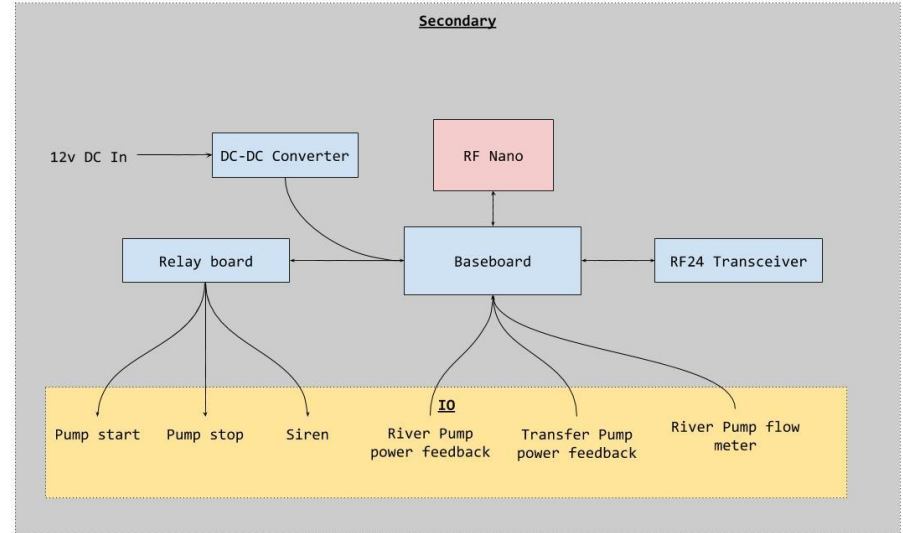 Secondary
12v DC In
DC-DC Converter
RF Nano
Relay board
Baseboard
RF24 Transceiver
IO
Pump start
Pump stop
Siren
River Pump
power feedback
Transfer Pump
power feedback
River Pump flow
meter